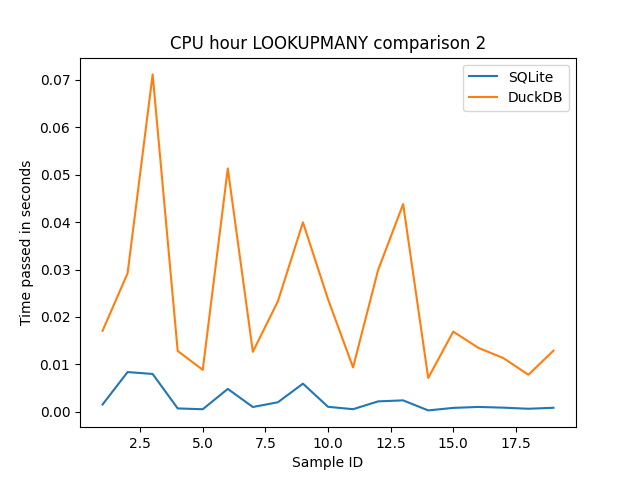 CPU hour LOOKUPMANY comparison 2
SQLite
DuckDB
Time passed in seconds
0.07
0.06
0.05
0.04
0.03
0.02
0.01
0.00
2.5 5.0 7.5 10.0 12.5 15.0 17.5
Sample ID